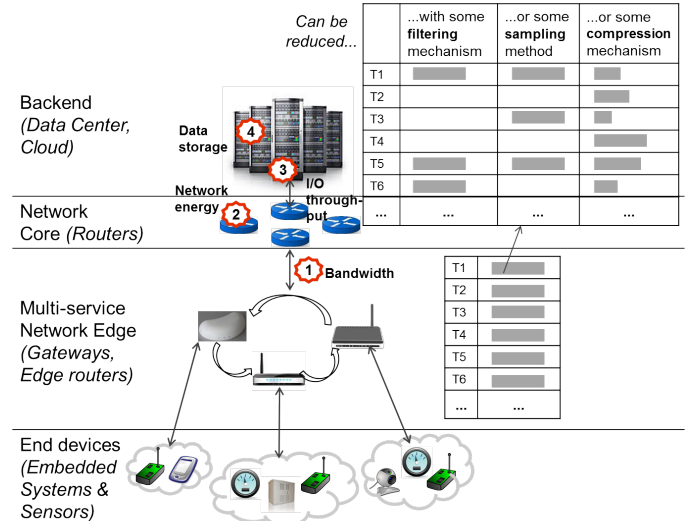 Can be
reduced...
...with some
filtering
mechanism
...or some
sampling
method
...or some
compression
mechanism
T1
T2
T3
T4
T5
T6
...
...
...
...
Backend
(Data Center,
Cloud)
Data
storage
4
3
I/O
through-
put
Network
energy
2
Network
Core (Routers)
1
Bandwidth
Multi-service
Network Edge
(Gateways,
Edge routers)
T1
T2
T3
T4
T5
T6
...
...
End devices
(Embedded
Systems &
Sensors)